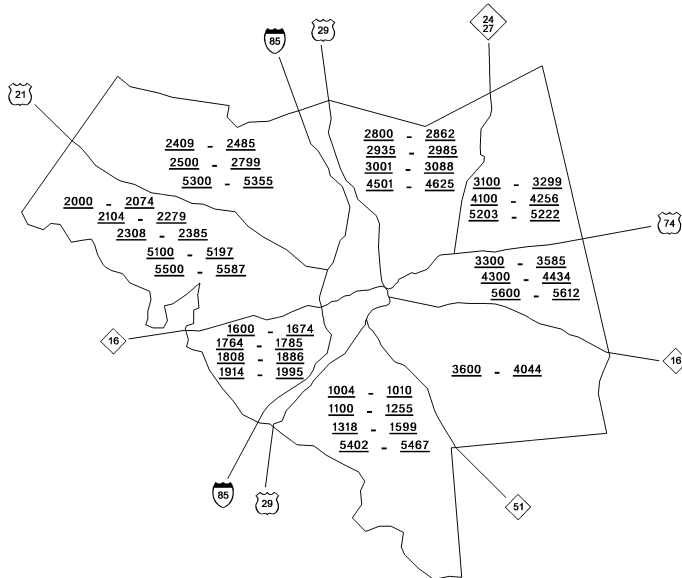 24
27
29
85
21
2409 - 2485
2500 - 2799
5300 - 5355
2800 - 2862
2935 - 2985
3001 - 3088
4501 - 4625
3100 - 3299
4100 - 4256
5203 - 5222
2000 - 2074
2104 - 2279
2308 - 2385
5100 - 5197
5500 - 5587
74
3300 - 3585
4300 - 4434
5600 - 5612
16
1600 - 1674
1764 - 1785
1808 - 1886
1914 - 1995
16
3600 - 4044
1004 - 1010
1100 - 1255
1318 - 1599
5402 - 5467
85
29
51